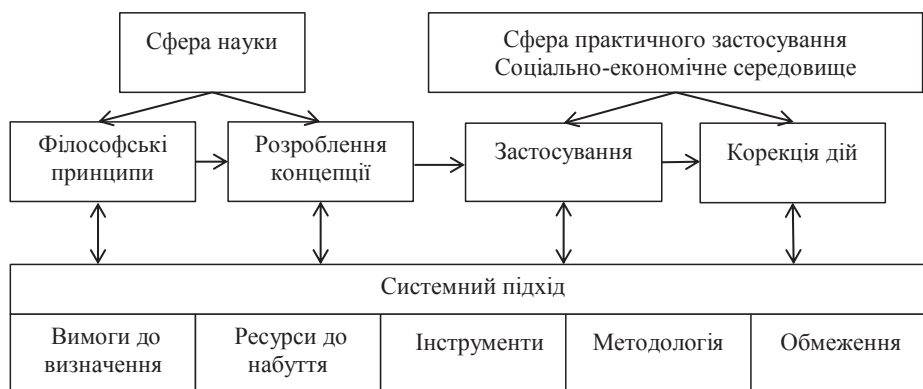 Сфера науки
Сфера практичного застосування
Соціально-економічне середовище
Філософські
принципи
Розроблення
концепції
Застосування
Корекція дій
Системний підхід
Вимоги до
визначення
Ресурси до
набуття
Інструменти
Методологія
Обмеження